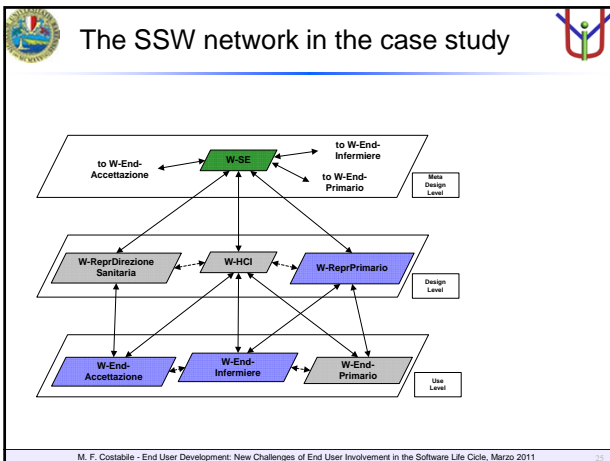 The SSW network in the case study
to W-End-
Accettazione
W-SE
to W-End-
Infermiere
to W-End-
Primario
Meta
Design
Level
W-ReprDirezione
Sanitaria
W-HCI
W-ReprPrimario
Design
Level
W-End-
Accettazione
W-End-
Infermiere
W-End-
Primario
Use
Level
M. F. Costabile - End User Development: New Challenges of End User Involvement in the Software Life Cicle, Marzo 2011
25